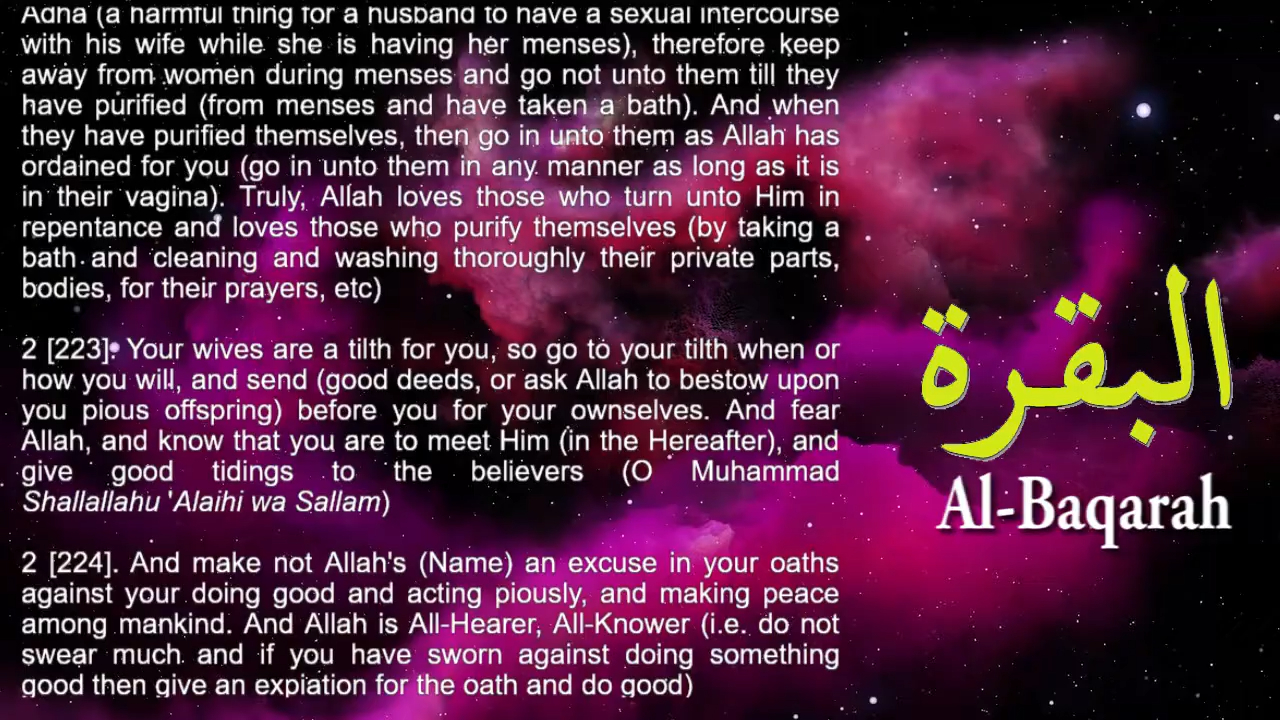 Adha (a harmful thing for a husband to have a sexual intercourse
with his wife while she is having her menses), therefore keep
away from women during menses and go not unto them till they
have purified (from menses and have taken a bath). And when
they have purified themselves, then go in unto them as Allah has
ordained for you (go in unto them in any manner as long as it is
in their vagina). Truly, Allah loves those who turn unto Him in
repentance and loves those who purify themselves (by taking a
bath and cleaning and washing thoroughly their private parts,
bodies, for their prayers, etc)
2 [223]. Your wives are a tilth for you, so go to your tilth when or
how you will, and send (good deeds, or ask Allah to bestow upon
you pious offspring) before you for your ownselves. And fear
Allah, and know that you are to meet Him (in the Hereafter), and
give good tidings to the believers (O Muhammad
Shallallahu 'Alaihi wa Sallam)
2 [224]. And make not Allah's (Name) an excuse in your oaths
against your doing good and acting piously, and making peace
among mankind. And Allah is All-Hearer, All-Knower (i.e. do not
swear much and if you have sworn against doing something
good then give an expiation for the oath and do good)
البقرة
Al-Baqarah